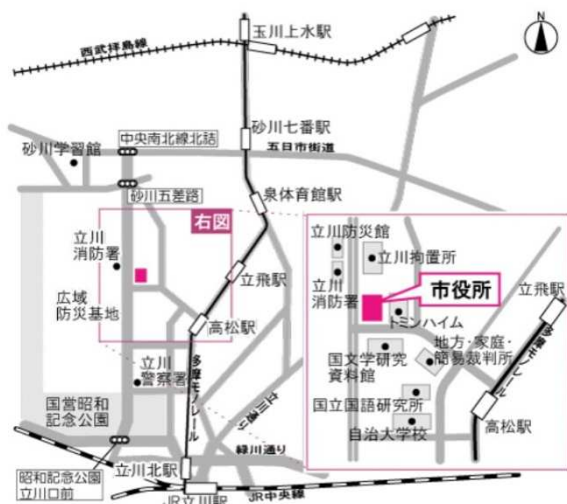 N
玉川上水駅
西武拝島線
砂川七番駅
中央南北線北詰
五日市街道
砂川学習館
砂川五差路
泉体育館駅
右図
立川
消防署
立飛駅
広域
防災基地
高松駅
立川
警察署
多摩モノレール
立川通り
国営昭和
記念公園
緑川通り
昭和記念公園
立川口前
立川北駅
JR立川駅
JR中央線
立川防災館
立川拘置所
立川
消防署
市役所
トミンハイム
立飛駅
地方・家庭・
簡易裁判所
国文学研究
資料館
多摩モノレール
国立国語研究所
高松駅
自治大学校